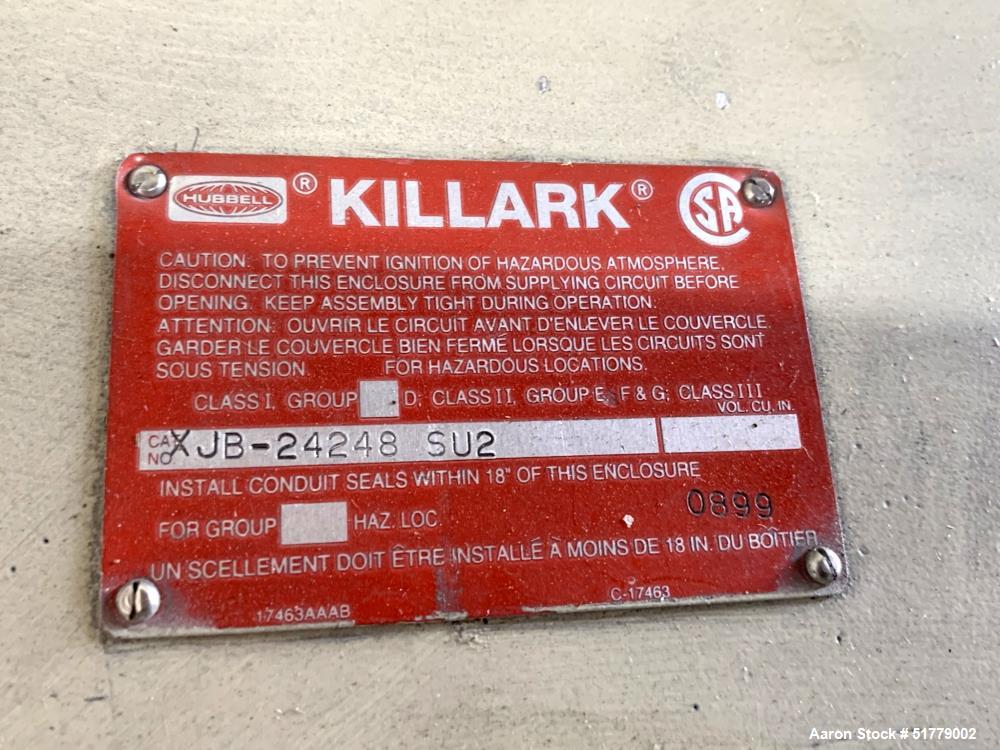 HUBBELL ® KILLARK ® CSA
CAUTION: TO PREVENT IGNITION OF HAZARDOUS ATMOSPHERE,
DISCONNECT THIS ENCLOSURE FROM SUPPLYING CIRCUIT BEFORE
OPENING. KEEP ASSEMBLY TIGHT DURING OPERATION.
ATTENTION: OUVRIR LE CIRCUIT AVANT D'ENLEVER LE COUVERCLE.
GARDER LE COUVERCLE BIEN FERMÉ LORSQUE LES CIRCUITS SONT
SOUS TENSION. FOR HAZARDOUS LOCATIONS.
CLASS I, GROUP D; CLASS II, GROUP E, F & G; CLASS III
VOL. CU. IN.
CAT NO XJB-24248 SU2
INSTALL CONDUIT SEALS WITHIN 18" OF THIS ENCLOSURE
0899
FOR GROUP HAZ. LOC.
UN SCELLEMENT DOIT ÊTRE INSTALLÉ À MOINS DE 18 IN. DU BOÎTIER
17463AAAB C-17463
Aaron Stock # 51779002